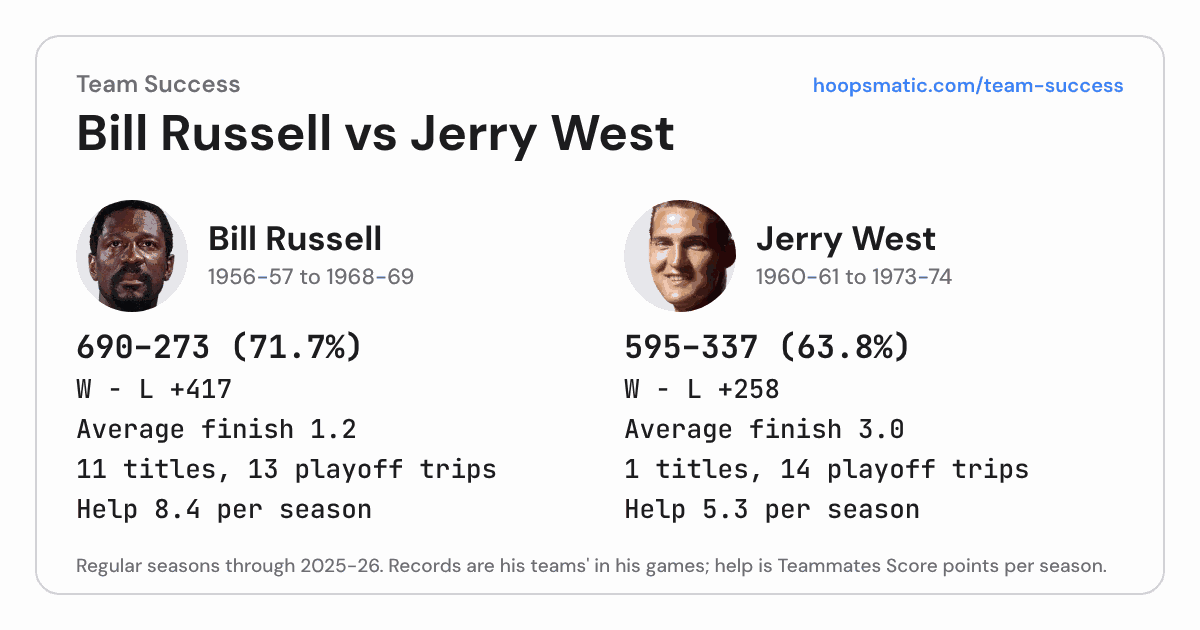 Team Success
hoopsmatic.com/team-success
Bill Russell vs Jerry West
Bill Russell
1956-57 to 1968-69
Jerry West
1960-61 to 1973-74
690-273 (71.7%)
W - L +417
Average finish 1.2
11 titles, 13 playoff trips
Help 8.4 per season
595-337 (63.8%)
W - L +258
Average finish 3.0
1 titles, 14 playoff trips
Help 5.3 per season
Regular seasons through 2025-26. Records are his teams' in his games; help is Teammates Score points per season.